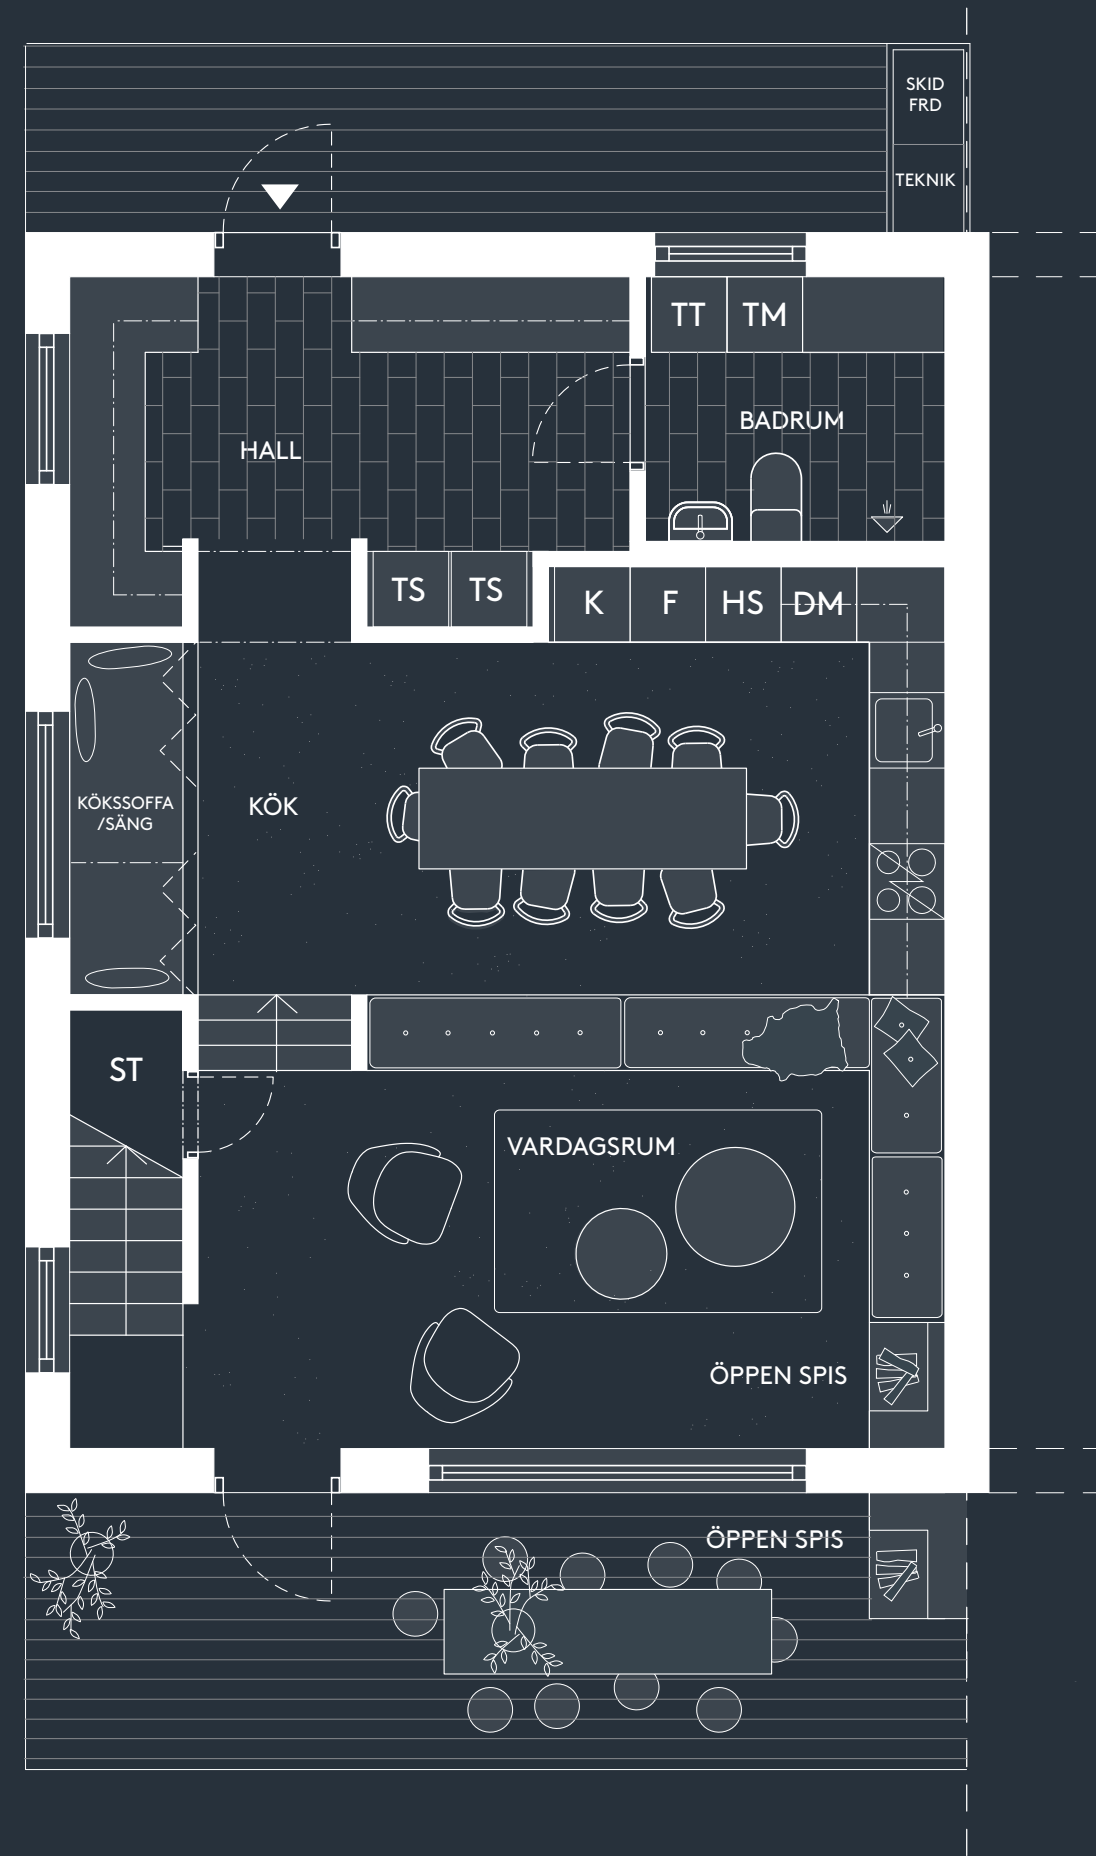 SKID
FRD
TEKNIK
TT
TM
BADRUM
HALL
TS
TS
K
F
HS
DM
KÖKSSOFFA
/SÄNG
KÖK
ST
VARDAGSRUM
ÖPPEN SPIS
ÖPPEN SPIS